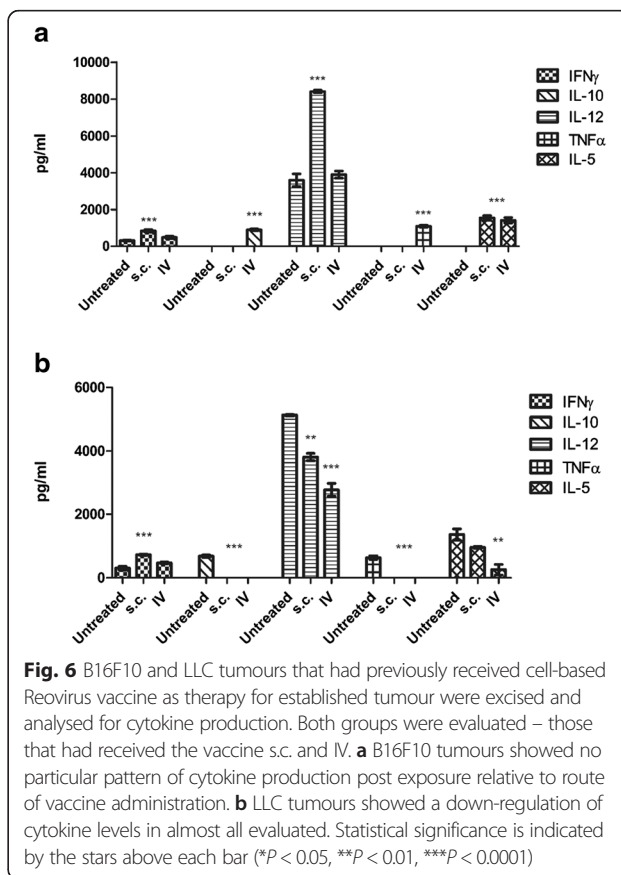 a
10000
8000
6000
4000
2000
0
pg/ml
***
***
***
***
***
Untreated s.c. IV Untreated s.c. IV Untreated s.c. IV Untreated s.c. IV Untreated s.c. IV
IFNγ
IL-10
IL-12
TNFα
IL-5
b
6000
4000
2000
0
pg/ml
***
***
**
***
***
**
Untreated s.c. IV Untreated s.c. IV Untreated s.c. IV Untreated s.c. IV Untreated s.c. IV
IFNγ
IL-10
IL-12
TNFα
IL-5
Fig. 6 B16F10 and LLC tumours that had previously received cell-based
Reovirus vaccine as therapy for established tumour were excised and
analysed for cytokine production. Both groups were evaluated – those
that had received the vaccine s.c. and IV. a B16F10 tumours showed no
particular pattern of cytokine production post exposure relative to route
of vaccine administration. b LLC tumours showed a down-regulation of
cytokine levels in almost all evaluated. Statistical significance is indicated
by the stars above each bar (*P < 0.05, **P < 0.01, ***P < 0.0001)